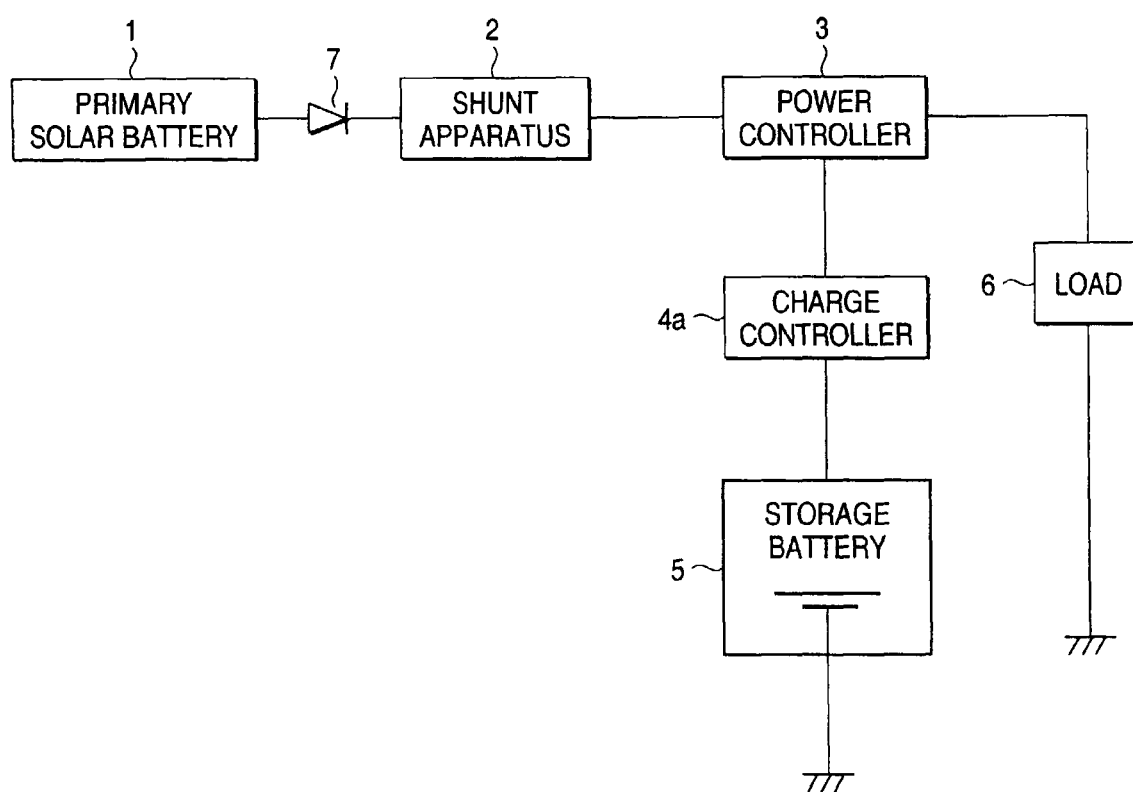 1
7
2
3
PRIMARY
SOLAR BATTERY
SHUNT
APPARATUS
POWER
CONTROLLER
4a
CHARGE
CONTROLLER
6
LOAD
5
STORAGE
BATTERY